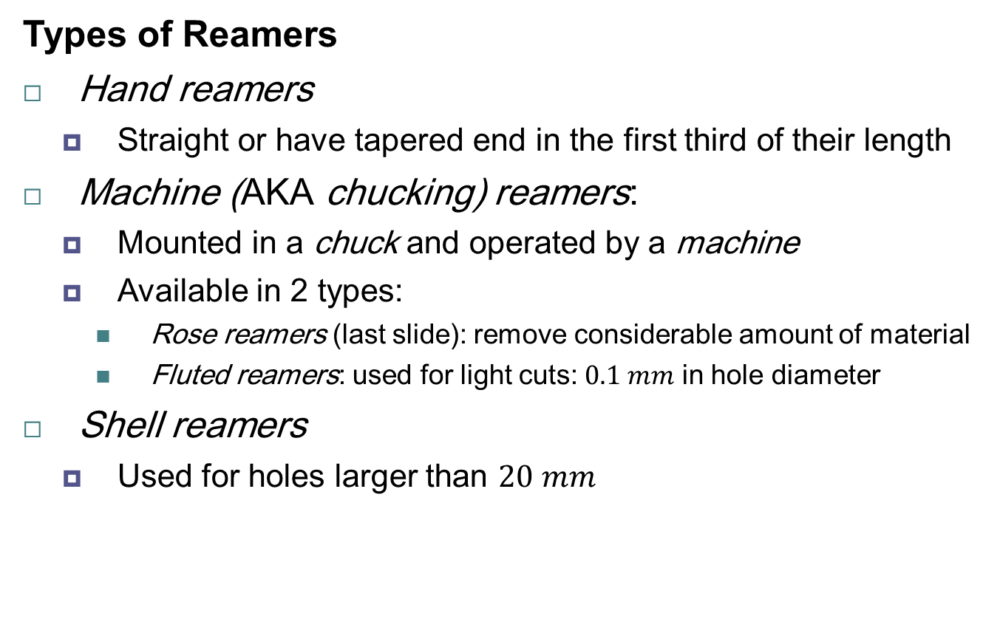 Types of Reamers
Hand reamers
Straight or have tapered end in the first third of their length
Machine (AKA chucking) reamers:
Mounted in a chuck and operated by a machine
Available in 2 types:
Rose reamers (last slide): remove considerable amount of material
Fluted reamers: used for light cuts: 0.1 mm in hole diameter
Shell reamers
Used for holes larger than 20 mm